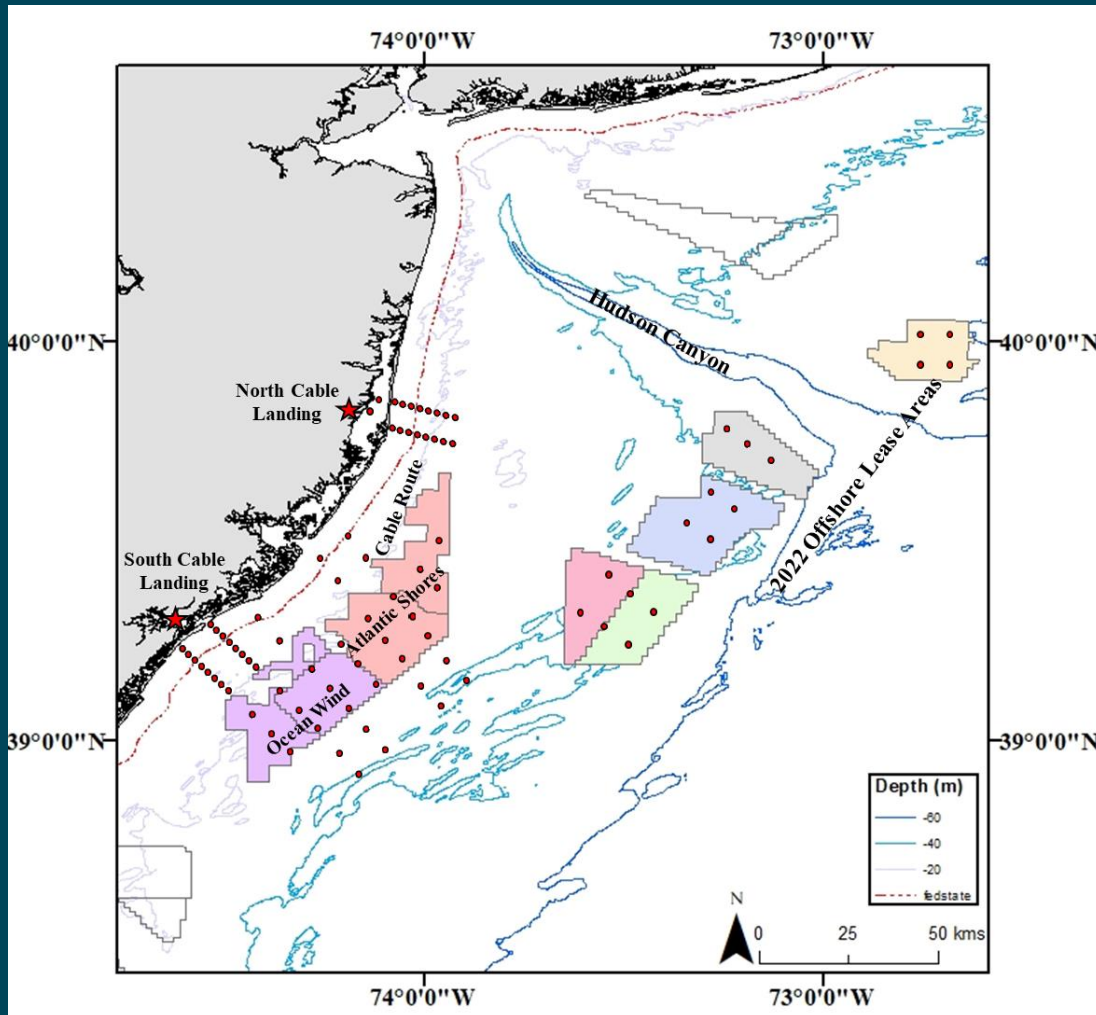 74°0'0"W
73°0'0"W
Hudson Canyon
40°0'0"N
40°0'0"N
North Cable
Landing
2022 Offshore Lease Areas
Cable Route
South Cable
Landing
Atlantic Shores
Ocean Wind
39°0'0"N
39°0'0"N
Depth (m)
-60
-40
-20
fedstate
N
0 25 50 kms
74°0'0"W
73°0'0"W